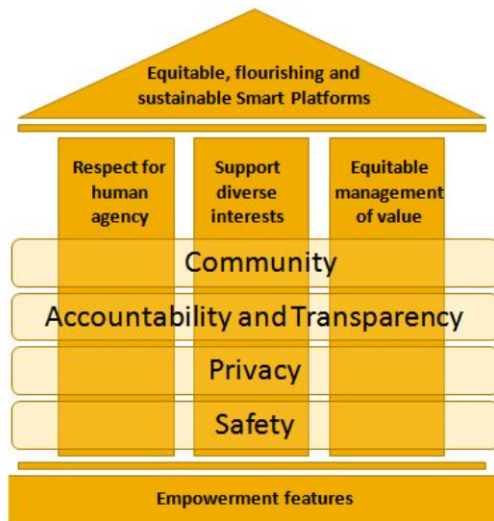 Equitable, flourishing and
sustainable Smart Platforms
Respect for
human
agency
Support
diverse
interests
Equitable
management
of value
Community
Accountability and Transparency
Privacy
Safety
Empowerment features